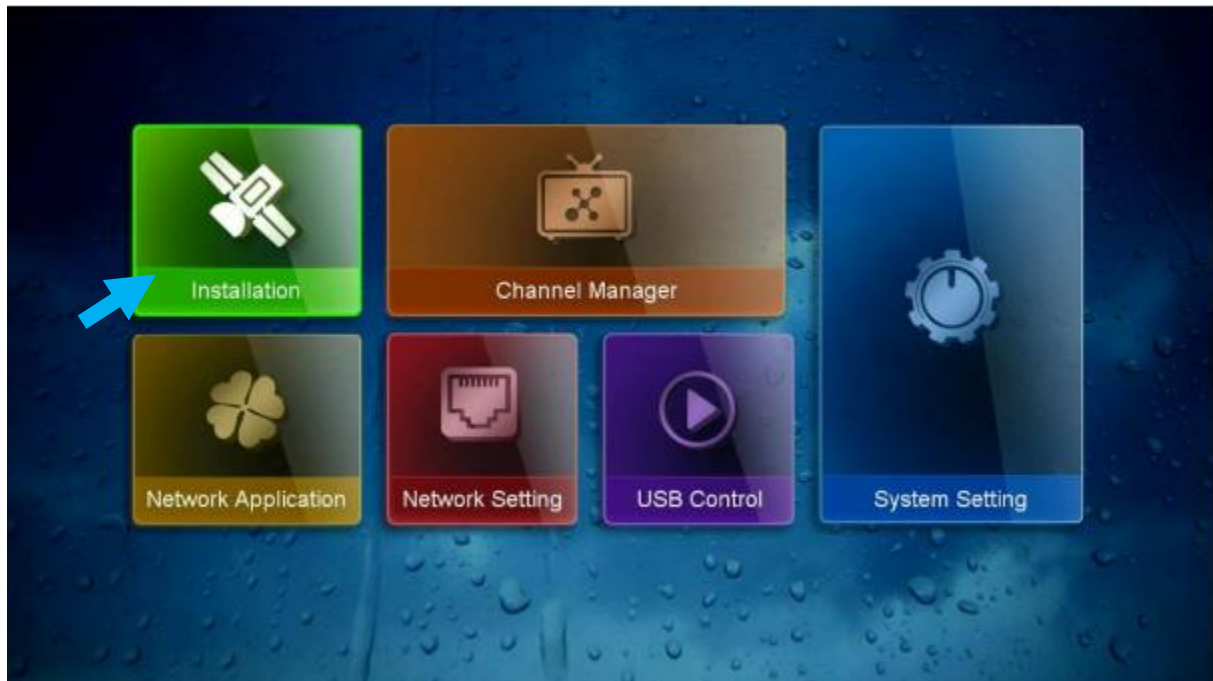 Installation
Channel Manager
Network Application
Network Setting
USB Control
System Setting